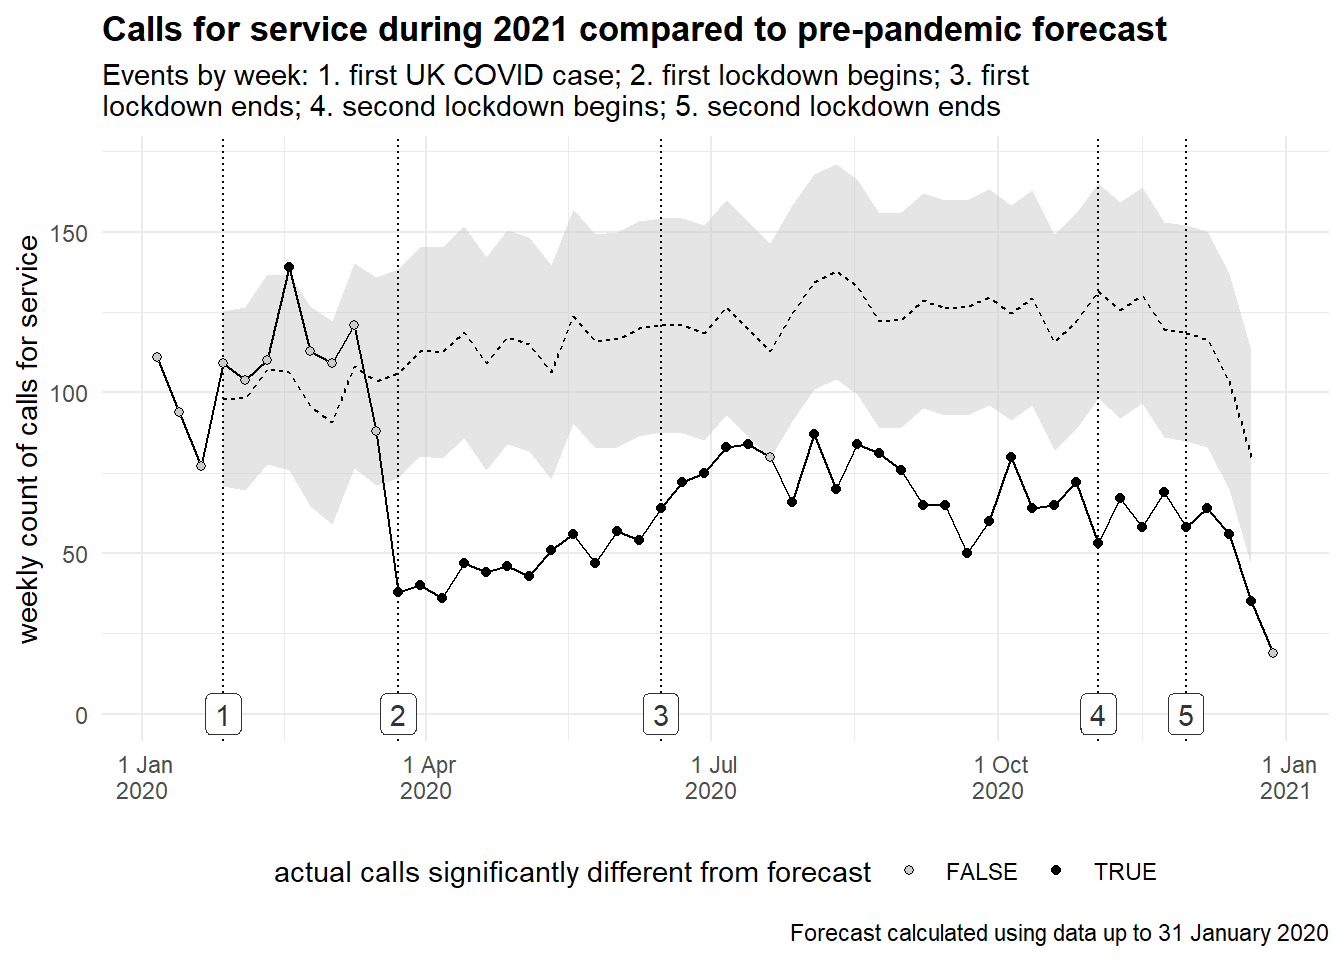 Calls for service during 2021 compared to pre-pandemic forecast
Events by week: 1. first UK COVID case; 2. first lockdown begins; 3. first
lockdown ends; 4. second lockdown begins; 5. second lockdown ends
weekly count of calls for service
150
100
50
0
1
2
3
4
5
1 Jan
2020
1 Apr
2020
1 Jul
2020
1 Oct
2020
1 Jan
2021
actual calls significantly different from forecast
FALSE
TRUE
Forecast calculated using data up to 31 January 2020